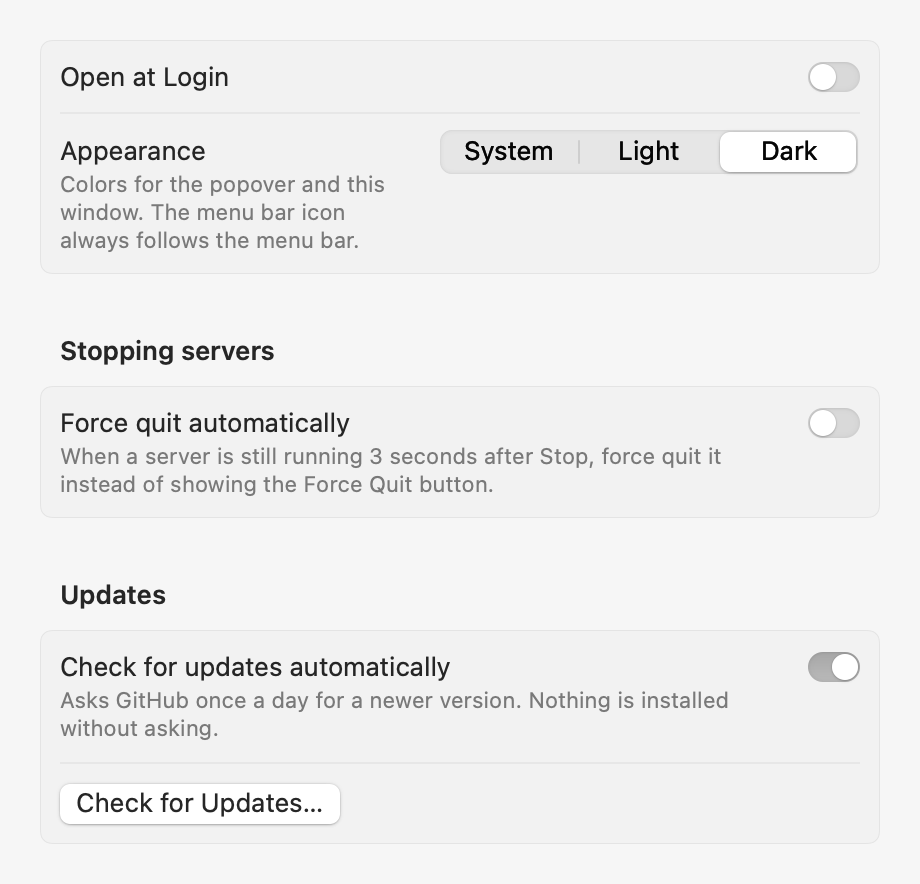 Open at Login
Appearance
System
Light
Dark
Colors for the popover and this
window. The menu bar icon
always follows the menu bar.
Stopping servers
Force quit automatically
When a server is still running 3 seconds after Stop, force quit it
instead of showing the Force Quit button.
Updates
Check for updates automatically
Asks GitHub once a day for a newer version. Nothing is installed
without asking.
Check for Updates...